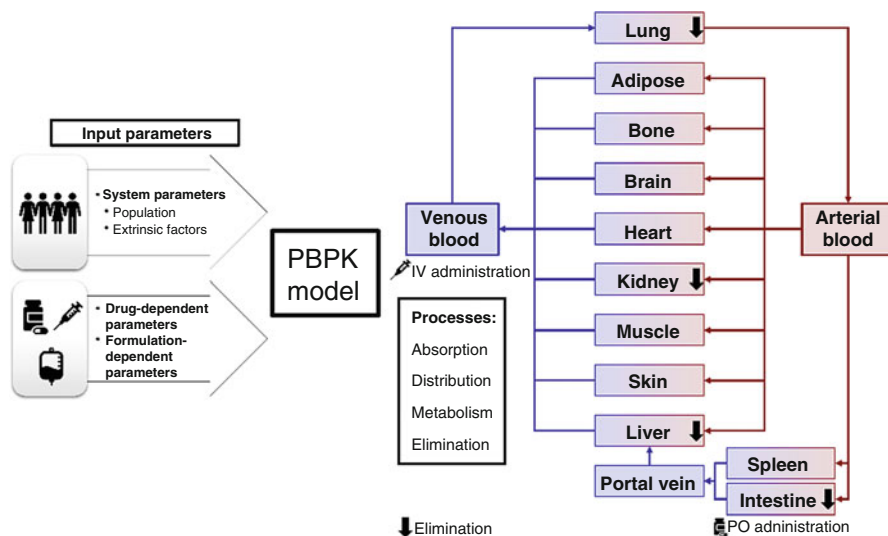 Input parameters
• System parameters
• Population
• Extrinsic factors
• Drug-dependent
parameters
• Formulation-
dependent
parameters
PBPK
model
Venous
blood
IV administration
Processes:
Absorption
Distribution
Metabolism
Elimination
Elimination
Lung
Adipose
Bone
Brain
Heart
Kidney
Muscle
Skin
Liver
Portal vein
Spleen
Intestine
Arterial
blood
PO adninistration